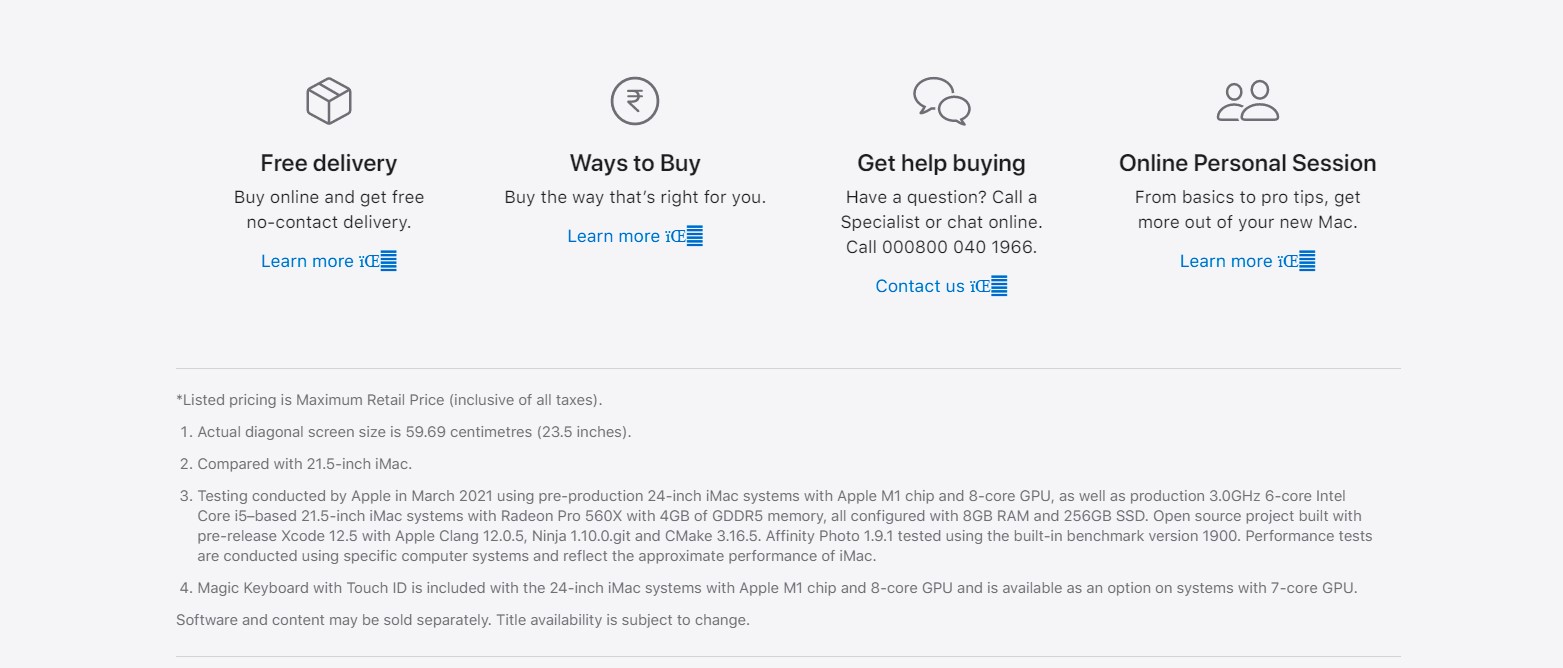 ₹
Free delivery
Buy online and get free
no-contact delivery.
Learn more ïŒ
Ways to Buy
Buy the way that’s right for you.
Learn more ïŒ
Get help buying
Have a question? Call a
Specialist or chat online.
Call 000800 040 1966.
Contact us ïŒ
Online Personal Session
From basics to pro tips, get
more out of your new Mac.
Learn more ïŒ
*Listed pricing is Maximum Retail Price (inclusive of all taxes).
1. Actual diagonal screen size is 59.69 centimetres (23.5 inches).
2. Compared with 21.5-inch iMac.
3. Testing conducted by Apple in March 2021 using pre-production 24-inch iMac systems with Apple M1 chip and 8-core GPU, as well as production 3.0GHz 6-core Intel
Core i5–based 21.5-inch iMac systems with Radeon Pro 560X with 4GB of GDDR5 memory, all configured with 8GB RAM and 256GB SSD. Open source project built with
pre-release Xcode 12.5 with Apple Clang 12.0.5, Ninja 1.10.0.git and CMake 3.16.5. Affinity Photo 1.9.1 tested using the built-in benchmark version 1900. Performance tests
are conducted using specific computer systems and reflect the approximate performance of iMac.
4. Magic Keyboard with Touch ID is included with the 24-inch iMac systems with Apple M1 chip and 8-core GPU and is available as an option on systems with 7-core GPU.
Software and content may be sold separately. Title availability is subject to change.